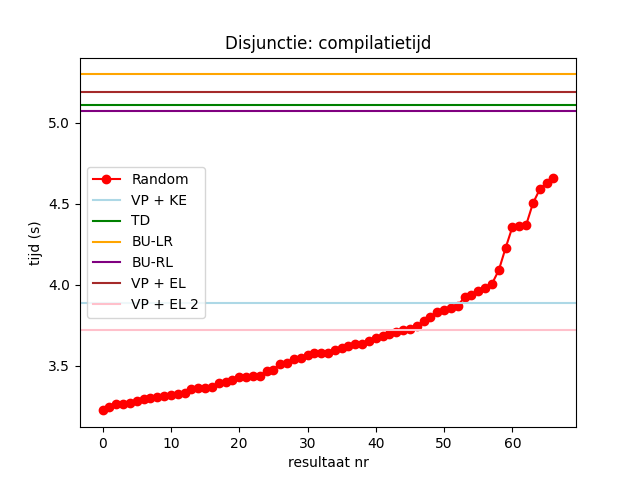 Disjunctie: compilatietijd
tijd (s)
5.0
4.5
4.0
3.5
Random
VP + KE
TD
BU-LR
BU-RL
VP + EL
VP + EL 2
0
10
20
30
40
50
60
resultaat nr